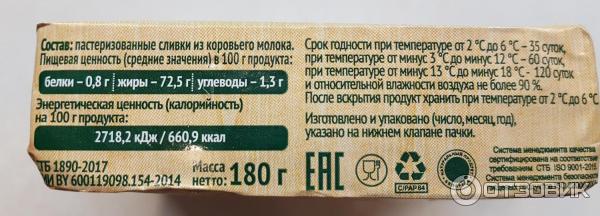 Состав: пастеризованные сливки из коровьего молока.
Пищевая ценность (средние значения) в 100 г продукта:
белки – 0,8 г жиры – 72,5 г углеводы – 1,3 г
Энергетическая ценность (калорийность)
на 100 г продукта:
2718,2 кДж / 660,9 ккал
ТБ 1890-2017
ТИ BY 600119098.154-2014
Масса
нетто: 180 г
Срок годности при температуре от 2 °С до 6 °С – 35 суток,
при температуре от минус 3 °С до минус 12 °С – 60 суток,
при температуре от минус 13 °С до минус 18 °С - 120 суток
и относительной влажности воздуха не более 90 %.
После вскрытия продукт хранить при температуре от 2 °С до 6 °С
Изготовлено и упаковано (число, месяц, год),
указано на нижнем клапане пачки.
ЕАС
C/PAP 84
Система менеджмента качества
сертифицирована на соответствие
требованиям СТБ ISO 9001-2015
Система менеджмента безопасно
ОТЗОВИК